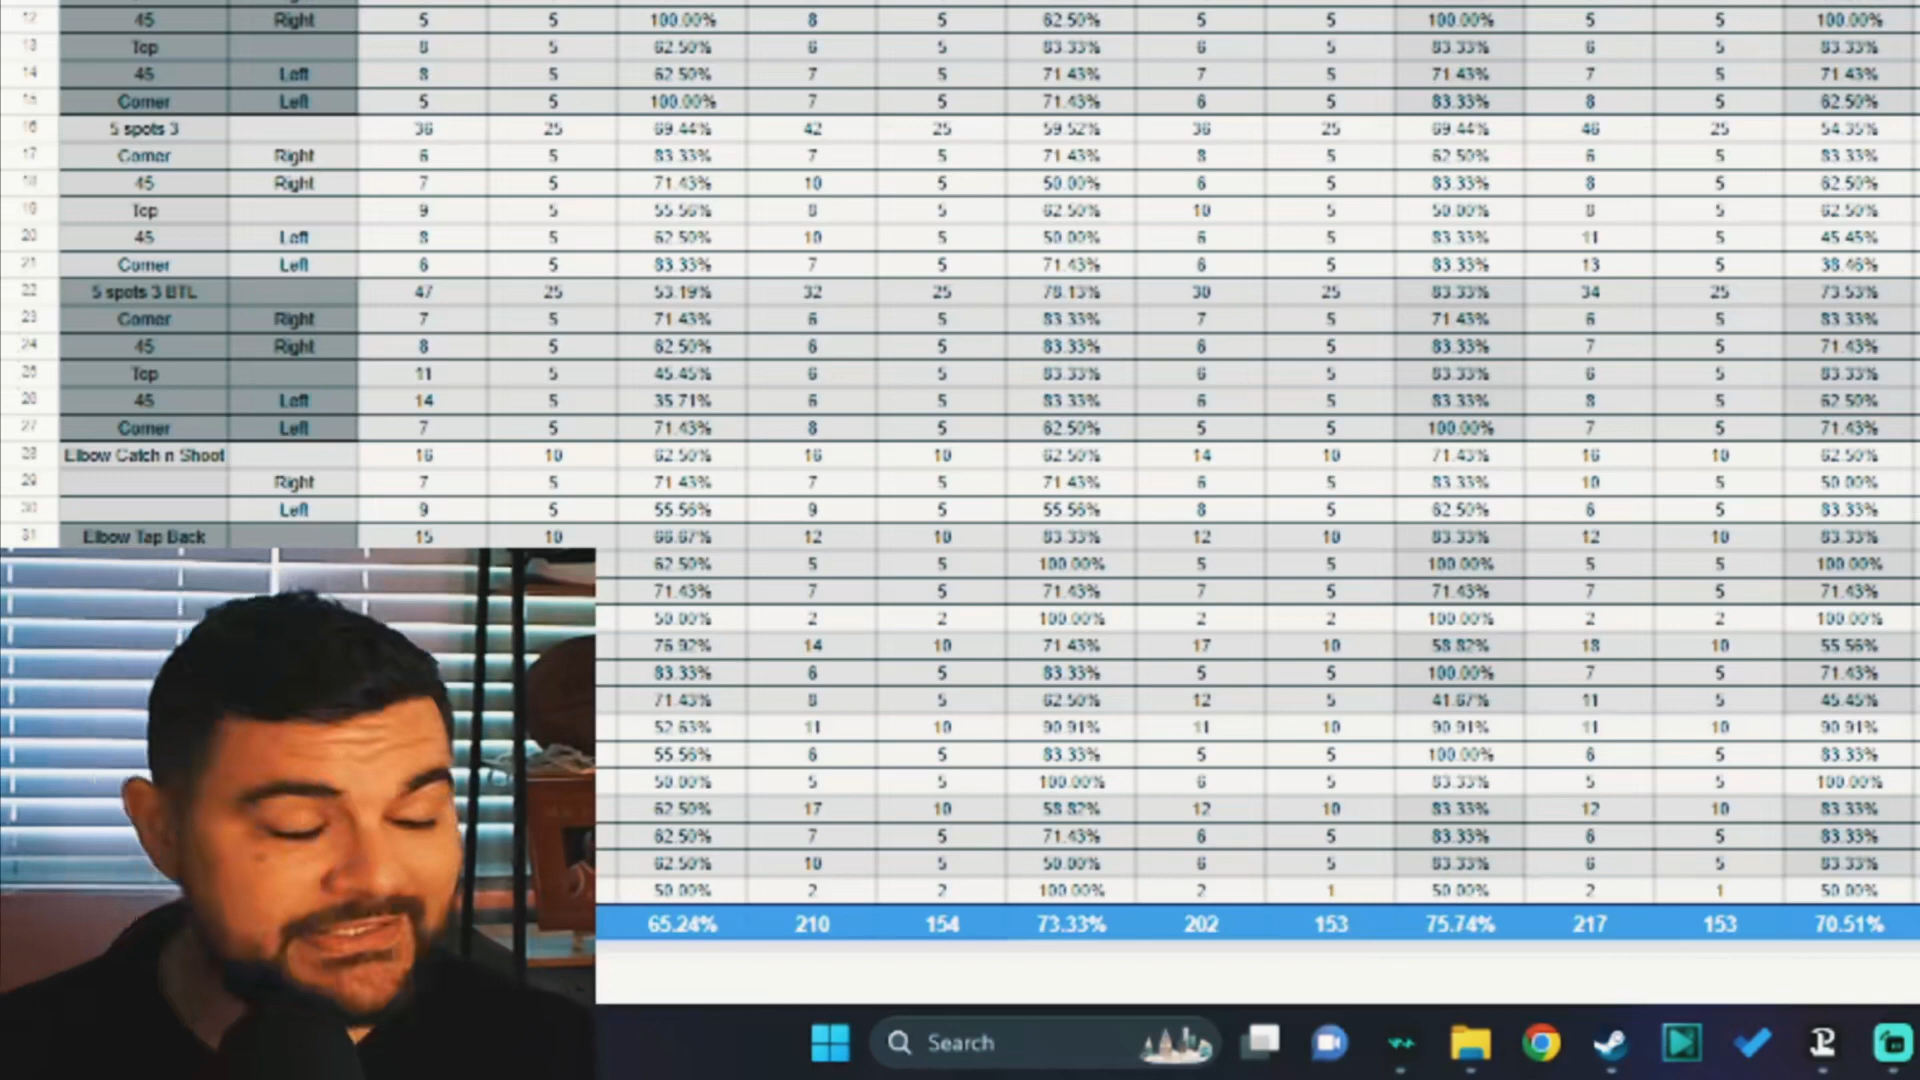 12 45 Right 5 5 100.00% 8 5 62.50% 5 5 100.00% 5 5 100.00%
13 Top 8 5 62.50% 6 5 83.33% 6 5 83.33% 6 5 83.33%
14 45 Left 8 5 62.50% 7 5 71.43% 7 5 71.43% 7 5 71.43%
15 Corner Left 5 5 100.00% 7 5 71.43% 6 5 83.33% 8 5 62.50%
16 5 spots 3 36 25 69.44% 42 25 59.52% 36 25 69.44% 46 25 54.35%
17 Corner Right 6 5 83.33% 7 5 71.43% 8 5 62.50% 6 5 83.33%
18 45 Right 7 5 71.43% 10 5 50.00% 6 5 83.33% 8 5 62.50%
19 Top 9 5 55.56% 8 5 62.50% 10 5 50.00% 8 5 62.50%
20 45 Left 8 5 62.50% 10 5 50.00% 6 5 83.33% 11 5 45.45%
21 Corner Left 6 5 83.33% 7 5 71.43% 6 5 83.33% 13 5 38.46%
22 5 spots 3 BTL 47 25 53.19% 32 25 78.13% 30 25 83.33% 34 25 73.53%
23 Corner Right 7 5 71.43% 6 5 83.33% 7 5 71.43% 6 5 83.33%
24 45 Right 8 5 62.50% 6 5 83.33% 6 5 83.33% 7 5 71.43%
25 Top 11 5 45.45% 6 5 83.33% 6 5 83.33% 6 5 83.33%
26 45 Left 14 5 35.71% 6 5 83.33% 6 5 83.33% 8 5 62.50%
27 Corner Left 7 5 71.43% 8 5 62.50% 5 5 100.00% 7 5 71.43%
28 Elbow Catch n Shoot 16 10 62.50% 16 10 62.50% 14 10 71.43% 16 10 62.50%
29 Right 7 5 71.43% 7 5 71.43% 6 5 83.33% 10 5 50.00%
30 Left 9 5 55.56% 9 5 55.56% 8 5 62.50% 6 5 83.33%
31 Elbow Tap Back 15 10 66.67% 12 10 83.33% 12 10 83.33% 12 10 83.33%
62.50% 5 5 100.00% 5 5 100.00% 5 5 100.00%
71.43% 7 5 71.43% 7 5 71.43% 7 5 71.43%
50.00% 2 2 100.00% 2 2 100.00% 2 2 100.00%
76.92% 14 10 71.43% 17 10 58.82% 18 10 55.56%
83.33% 6 5 83.33% 5 5 100.00% 7 5 71.43%
71.43% 8 5 62.50% 12 5 41.67% 11 5 45.45%
52.63% 11 10 90.91% 11 10 90.91% 11 10 90.91%
55.56% 6 5 83.33% 5 5 100.00% 6 5 83.33%
50.00% 5 5 100.00% 6 5 83.33% 5 5 100.00%
62.50% 17 10 58.82% 12 10 83.33% 12 10 83.33%
62.50% 7 5 71.43% 6 5 83.33% 6 5 83.33%
62.50% 10 5 50.00% 6 5 83.33% 6 5 83.33%
50.00% 2 2 100.00% 2 1 50.00% 2 1 50.00%
65.24% 210 154 73.33% 202 153 75.74% 217 153 70.51%
Search